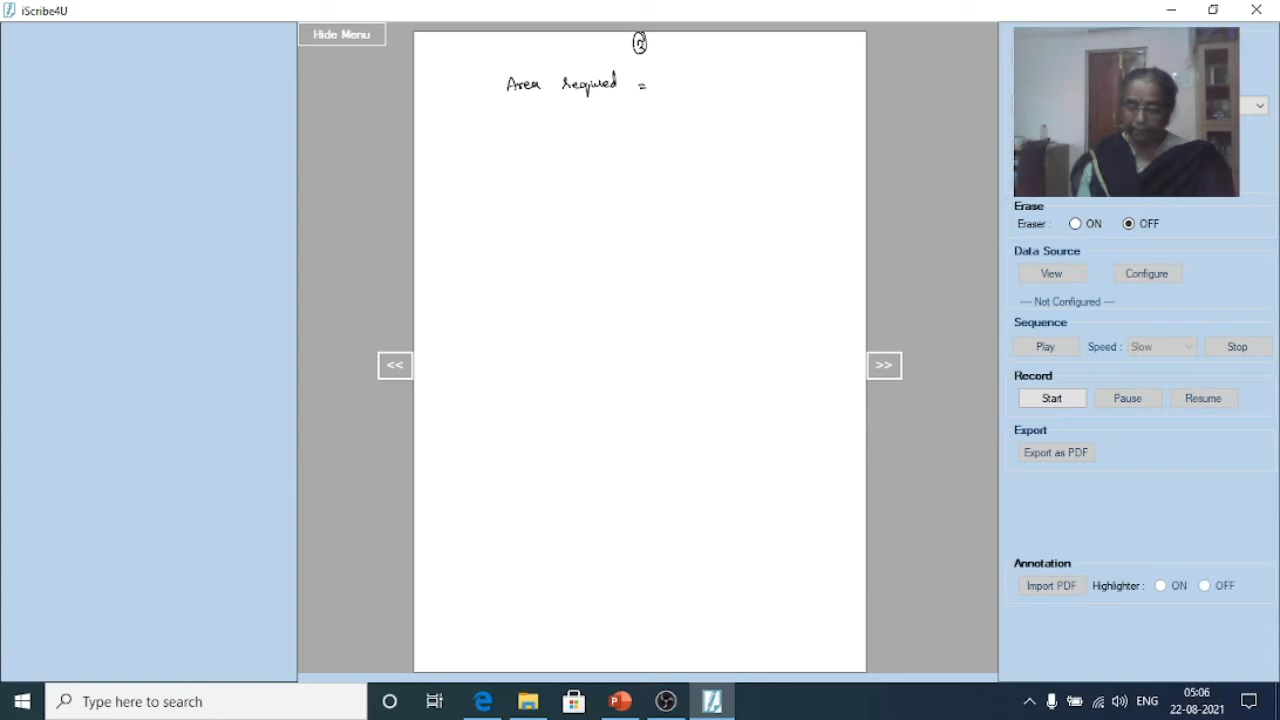 iScribe4U
Hide Menu
2
Area required =
<<
>>
Erase
Eraser : ON OFF
Data Source
View Configure
--- Not Configured ---
Sequence
Play Speed : Slow Stop
Record
Start Pause Resume
Export
Export as PDF
Annotation
Import PDF Highlighter : ON OFF
Type here to search
ENG
05:06
22-08-2021